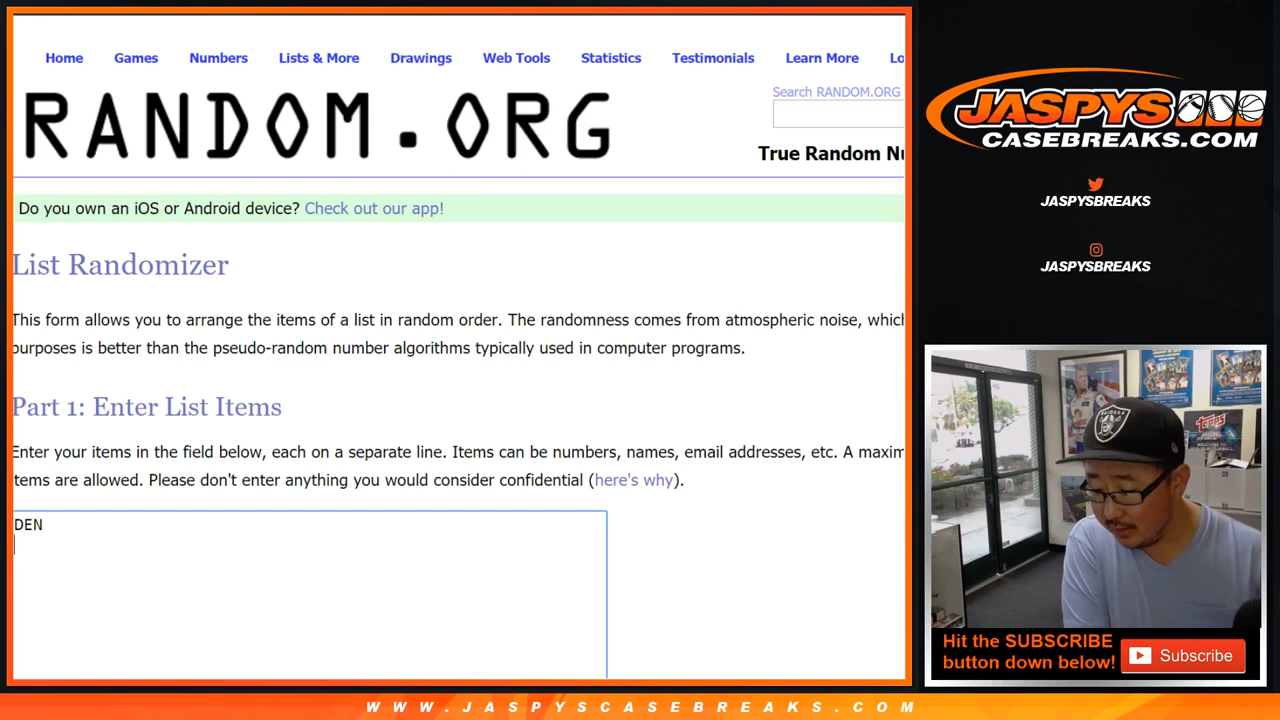 Home Games Numbers Lists & More Drawings Web Tools Statistics Testimonials Learn More Lo
Search RANDOM.ORG
RANDOM.ORG
True Random Nu
Do you own an iOS or Android device? Check out our app!
List Randomizer
This form allows you to arrange the items of a list in random order. The randomness comes from atmospheric noise, which
purposes is better than the pseudo-random number algorithms typically used in computer programs.
Part 1: Enter List Items
Enter your items in the field below, each on a separate line. Items can be numbers, names, email addresses, etc. A maxim
tems are allowed. Please don't enter anything you would consider confidential (here's why).
DEN
JASPYS
CASEBREAKS.COM
JASPYSBREAKS
JASPYSBREAKS
RAIDERS
Topps
WELCOME TO
Hit the SUBSCRIBE
button down below!
Subscribe
WWW.JASPYSCASEBREAKS.COM